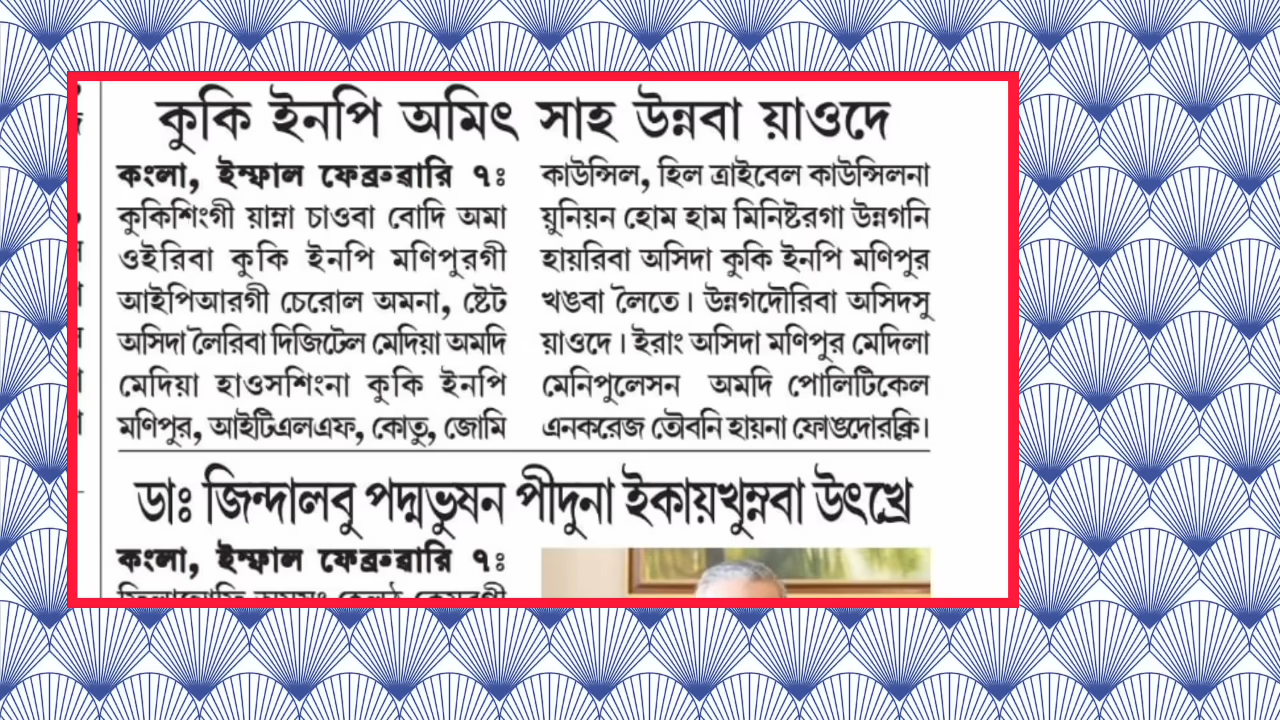 কুকি ইনপি অমিৎ সাহ উন্নবা য়াওদে
কংলা, ইম্ফাল ফেব্রুৱারি ৭ঃ
কুকিশিংগী য়াম্না চাওবা বোদি অমা
ওইরিবা কুকি ইনপি মণিপুরগী
আইপিআরগী চেরোল অমনা, ষ্টেট
অসিদা লৈরিবা দিজিটেল মেদিয়া অমদি
মেদিয়া হাওসশিংনা কুকি ইনপি
মণিপুর, আইটিএলএফ, কোতু, জোমি
কাউন্সিল, হিল ত্রাইবেল কাউন্সিলনা
য়ুনিয়ন হোম হাম মিনিষ্টরগা উন্নগনি
হায়রিবা অসিদা কুকি ইনপি মণিপুর
খঙবা লৈতে। উন্নগদৌরিবা অসিদসু
য়াওদে। ইরাং অসিদা মণিপুর মেদিলা
মেনিপুলেসন অমদি পোলিটিকেল
এনকরেজ তৌবনি হায়না ফোঙদোরক্লি।
ডাঃ জিন্দালবু পদ্মভুষন পীদুনা ইকায়খুন্নবা উৎখ্রে
কংলা, ইম্ফাল ফেব্রুৱারি ৭ঃ